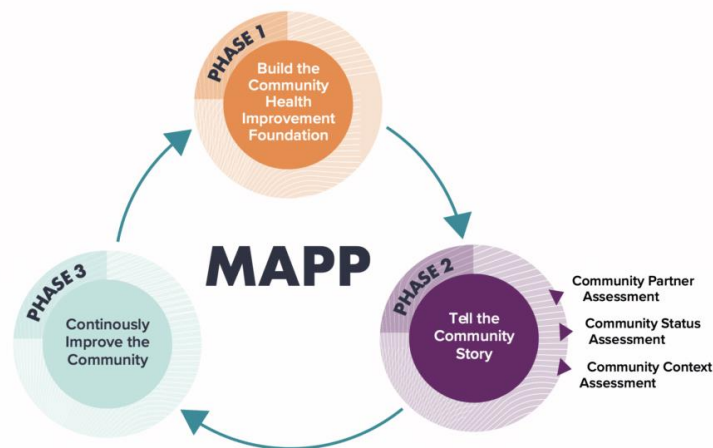 PHASE 1
Build the
Community
Health
Improvement
Foundation
MAPP
PHASE 2
Tell the
Community
Story
Community Partner
Assessment
Community Status
Assessment
Community Context
Assessment
PHASE 3
Continously
Improve the
Community